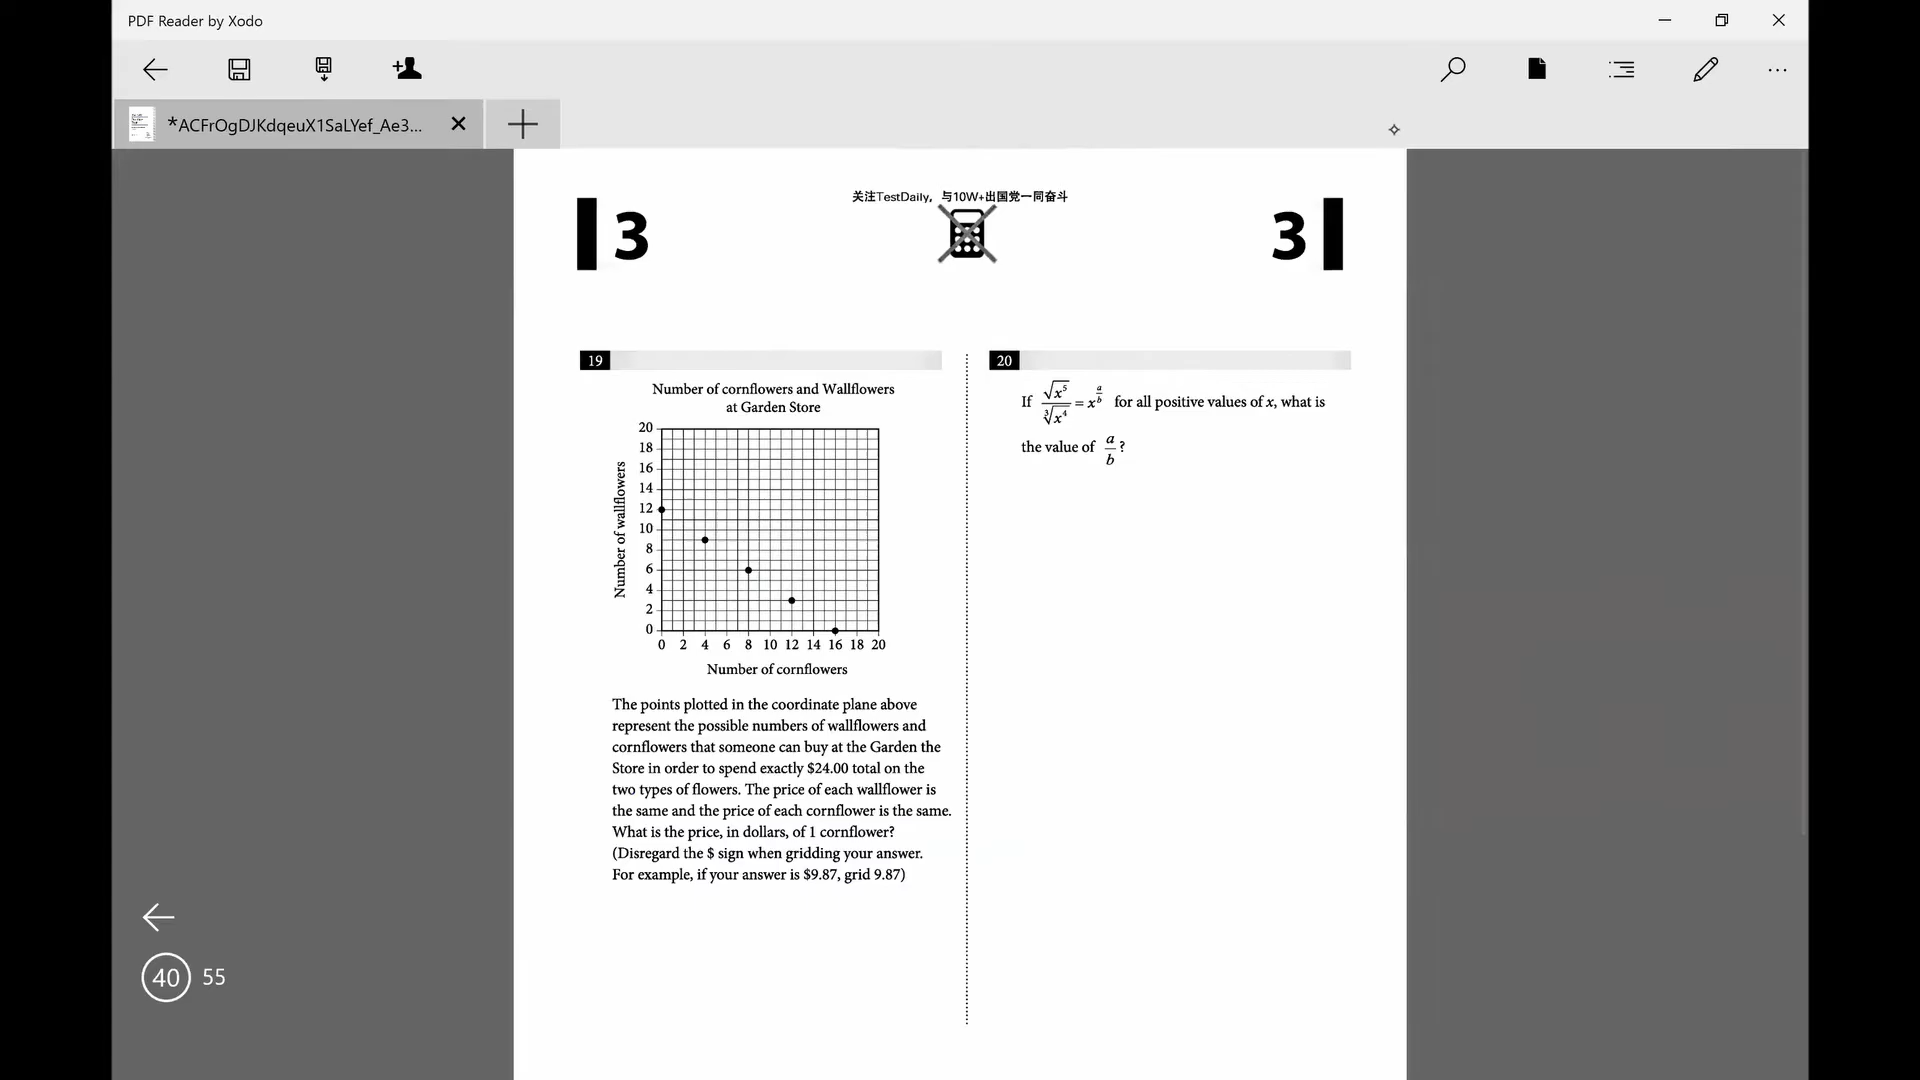 PDF Reader by Xodo
*ACFrOgDJKdqeuX1SaLYef_Ae3...
关注TestDaily，与10W+出国党一同奋斗
3
3
19
Number of cornflowers and Wallflowers
at Garden Store
Number of wallflowers
20
18
16
14
12
10
8
6
4
2
0
0 2 4 6 8 10 12 14 16 18 20
Number of cornflowers
The points plotted in the coordinate plane above
represent the possible numbers of wallflowers and
cornflowers that someone can buy at the Garden the
Store in order to spend exactly $24.00 total on the
two types of flowers. The price of each wallflower is
the same and the price of each cornflower is the same.
What is the price, in dollars, of 1 cornflower?
(Disregard the $ sign when gridding your answer.
For example, if your answer is $9.87, grid 9.87)
20
If √x⁵ / ∛x⁴ = x^(a/b) for all positive values of x, what is
the value of a/b ?
40 55